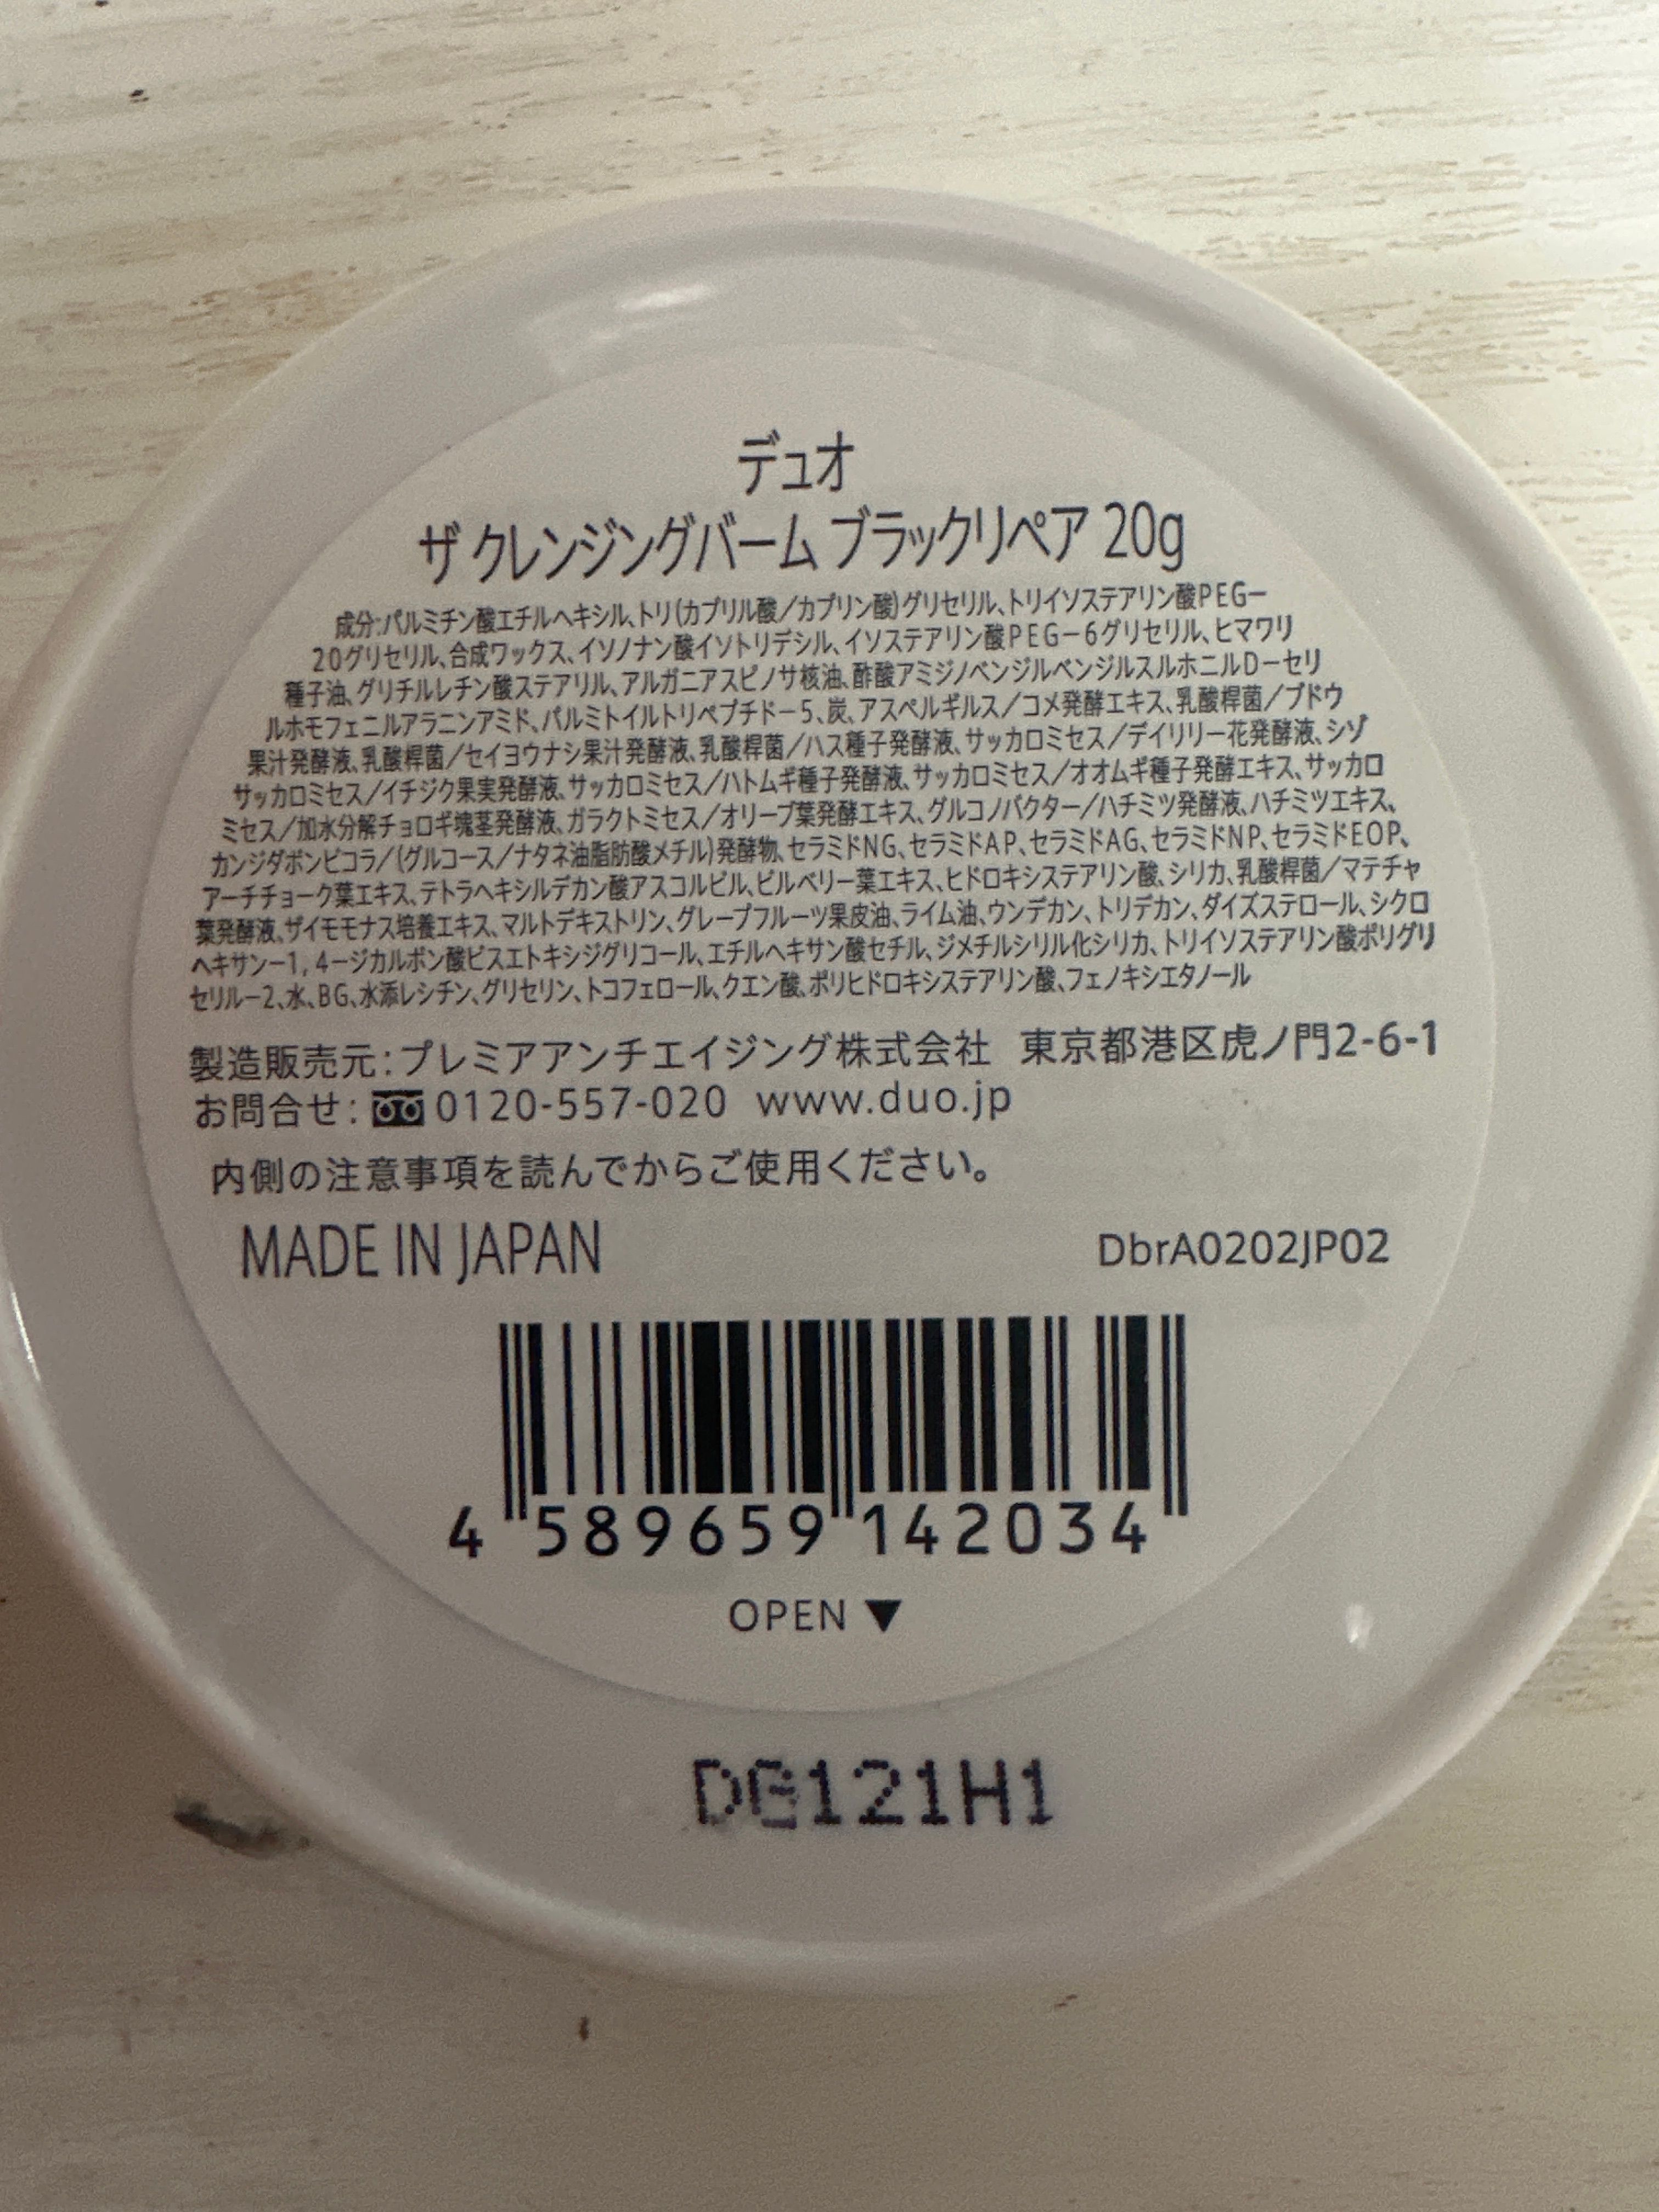 デュオ
ザ クレンジングバーム ブラックリペア 20g
成分:パルミチン酸エチルヘキシル、トリ(カプリル酸/カプリン酸)グリセリル、トリイソステアリン酸PEG−
20グリセリル、合成ワックス、イソノナン酸イソトリデシル、イソステアリン酸PEG−6グリセリル、ヒマワリ
種子油、グリチルレチン酸ステアリル、アルガニアスピノサ核油、酢酸アミジノベンジルベンジルスルホニルD−セリ
ルホモフェニルアラニンアミド、パルミトイルトリペプチド−5、炭、アスペルギルス/コメ発酵エキス、乳酸桿菌/ブドウ
果汁発酵液、乳酸桿菌/セイヨウナシ果汁発酵液、乳酸桿菌/ハス種子発酵液、サッカロミセス/デイリリー花発酵液、シゾ
サッカロミセス/イチジク果実発酵液、サッカロミセス/ハトムギ種子発酵液、サッカロミセス/オオムギ種子発酵エキス、サッカロ
ミセス/加水分解チョロギ塊茎発酵液、ガラクトミセス/オリーブ葉発酵エキス、グルコノバクター/ハチミツ発酵液、ハチミツエキス、
カンジダボンビコラ/(グルコース/ナタネ油脂肪酸メチル)発酵物、セラミドNG、セラミドAP、セラミドAG、セラミドNP、セラミドEOP、
アーチチョーク葉エキス、テトラヘキシルデカン酸アスコルビル、ビルベリー葉エキス、ヒドロキシステアリン酸、シリカ、乳酸桿菌/マテチャ
葉発酵液、ザイモモナス培養エキス、マルトデキストリン、グレープフルーツ果皮油、ライム油、ウンデカン、トリデカン、ダイズステロール、シクロ
ヘキサン−1, 4−ジカルボン酸ビスエトキシジグリコール、エチルヘキサン酸セチル、ジメチルシリル化シリカ、トリイソステアリン酸ポリグリ
セリル−2、水、BG、水添レシチン、グリセリン、トコフェロール、クエン酸、ポリヒドロキシステアリン酸、フェノキシエタノール
製造販売元:プレミアアンチエイジング株式会社 東京都港区虎ノ門2-6-1
お問合せ: 0120-557-020 www.duo.jp
内側の注意事項を読んでからご使用ください。
MADE IN JAPAN DbrA0202JP02
4 589659 142034
OPEN ▼
DG121H1